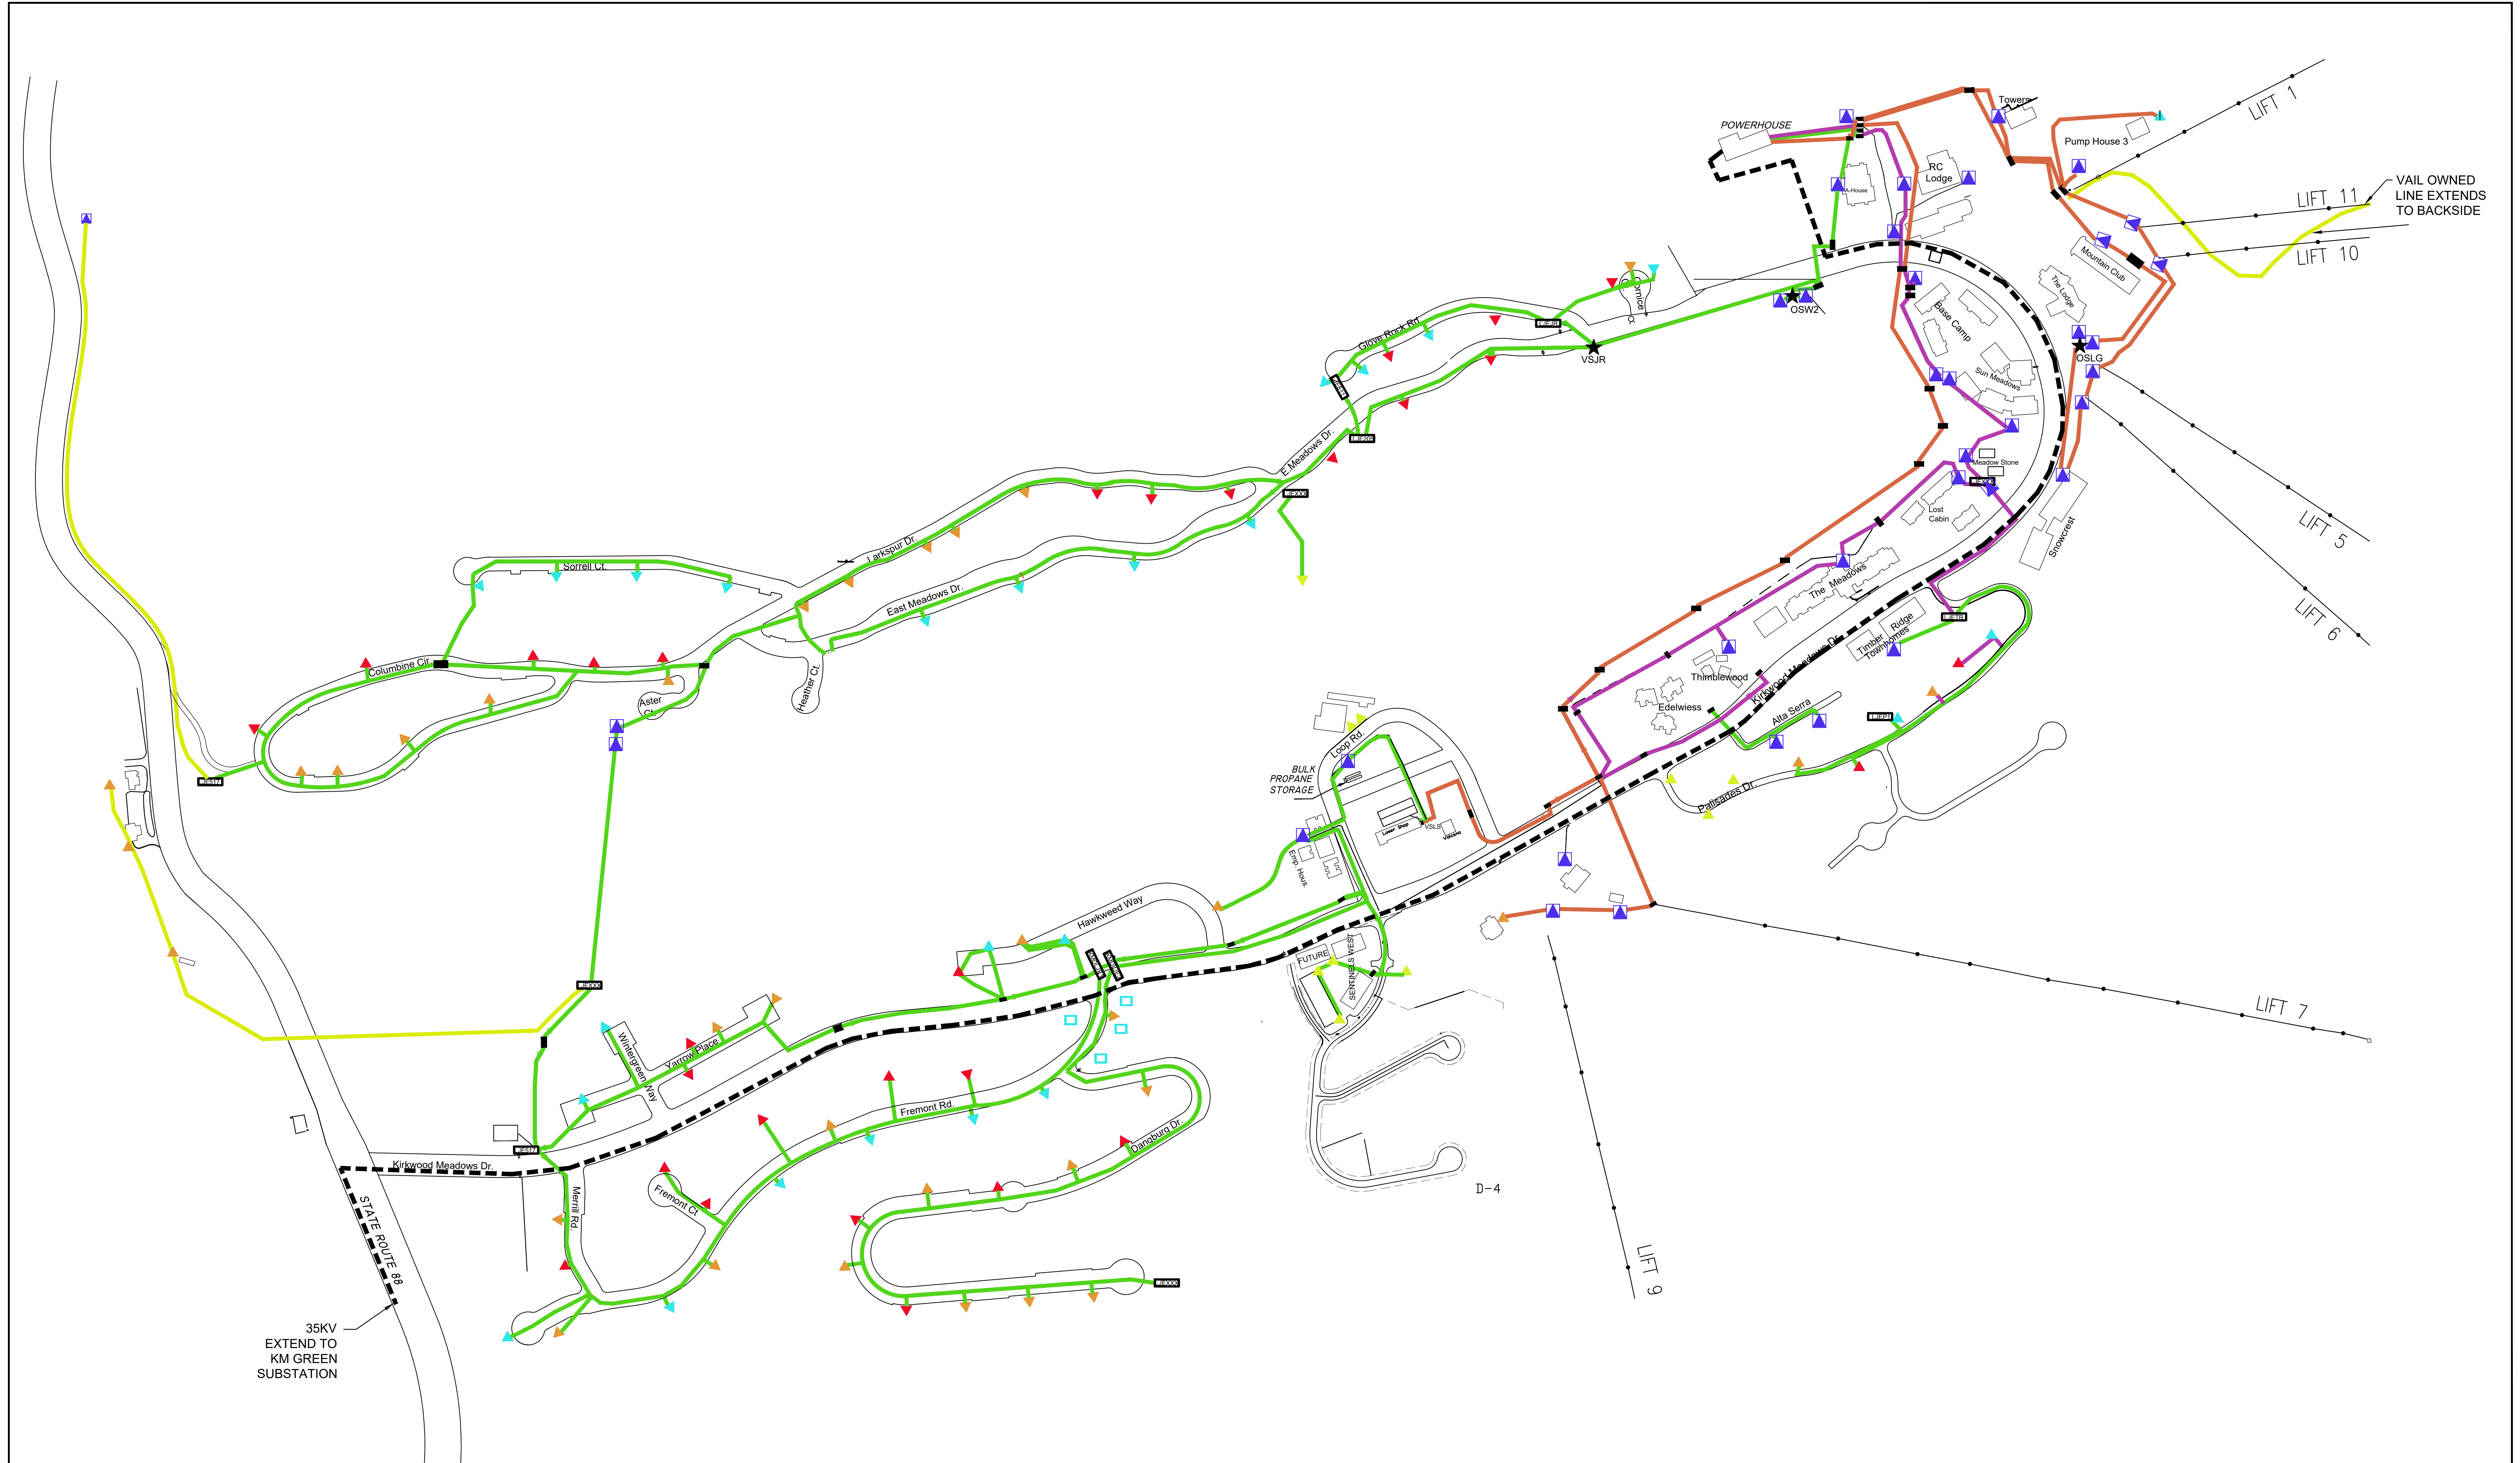 LIFT 1
Towers
POWERHOUSE
Pump House 3
RC
Lodge
A-House
VAIL OWNED
LINE EXTENDS
TO BACKSIDE
LIFT 11
LIFT 10
Mountain Club
The Lodge
OSW2
Base Camp
Glove Rock Rd
VSJR
OSLG
Sun Meadows
E.Meadows Dr.
Meadow Stone
Lost
Cabin
Snowcrest
LIFT 5
LIFT 6
Larkspur Dr.
Sorrell Ct.
East Meadows Dr.
The Meadows
Timber Ridge
Townhomes
Columbine Cir.
Aster
Ct.
Heather Ct.
Thimblewood
Edelwiess
Kirkwood Meadows Dr.
Alta Serra
Palisades Dr.
Loop Rd.
BULK
PROPANE
STORAGE
Lower Shop
VSLS
Emp. Hous.
Hawkweed Way
FUTURE
SENTINELS WEST
LIFT 7
Wintergreen Way
Yarrow Place
Fremont Rd.
Danburg Dr.
Kirkwood Meadows Dr.
Merrill Rd.
Fremont Ct
STATE ROUTE 88
D-4
LIFT 9
35KV
EXTEND TO
KM GREEN
SUBSTATION